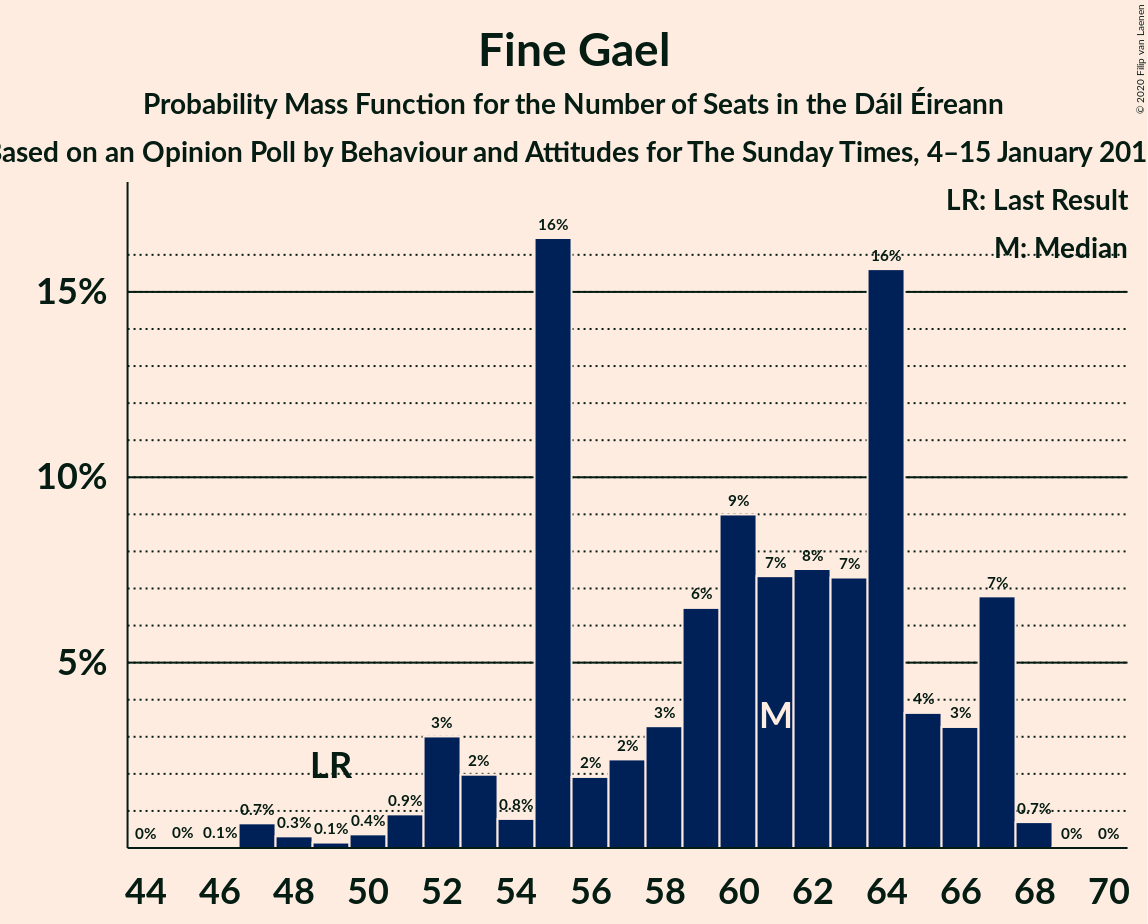 Fine Gael
Probability Mass Function for the Number of Seats in the Dáil Éireann
Based on an Opinion Poll by Behaviour and Attitudes for The Sunday Times, 4–15 January 201
© 2020 Filip van Laenen
LR: Last Result
M: Median
15%
10%
5%
0% 0% 0.1% 0.7% 0.3% 0.1% 0.4% 0.9% 3% 2% 0.8% 16% 2% 2% 3% 6% 9% 7% 8% 7% 16% 4% 3% 7% 0.7% 0% 0%
LR
M
44 46 48 50 52 54 56 58 60 62 64 66 68 70